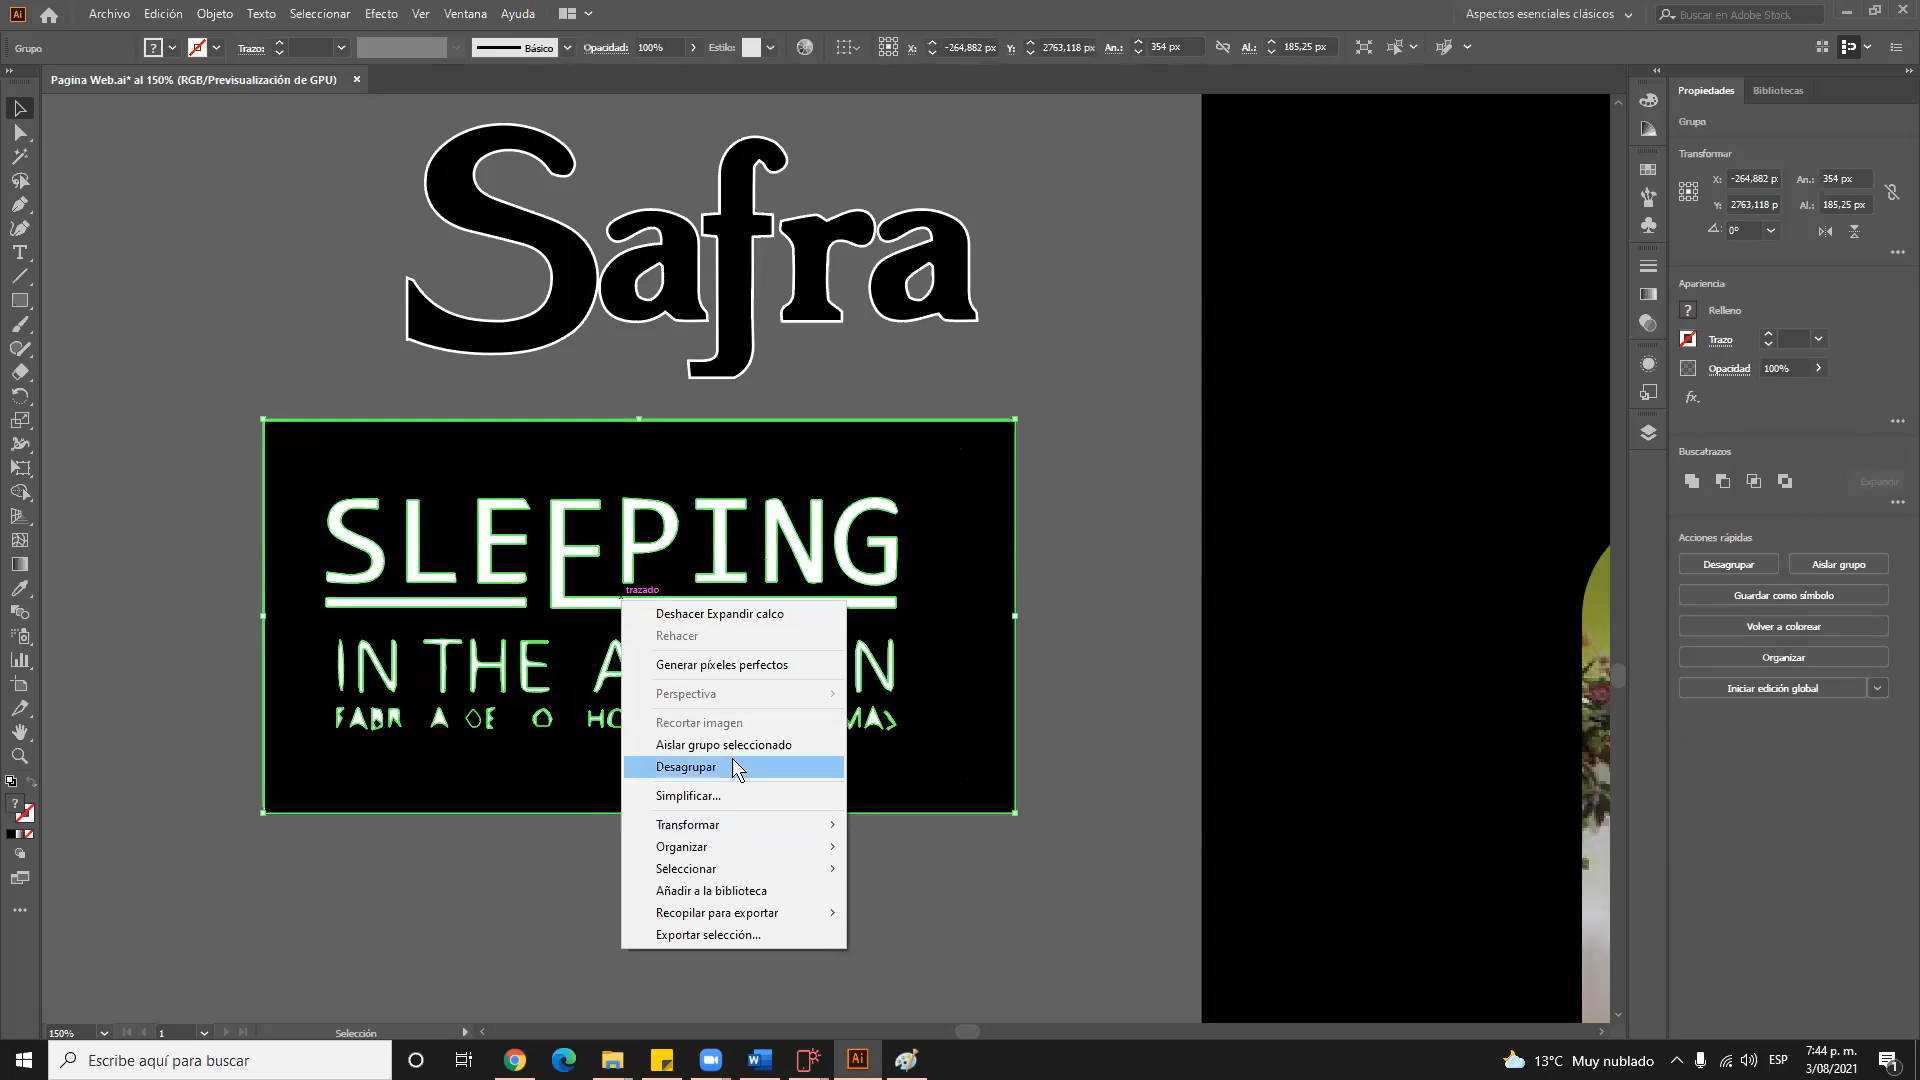 Ai Archivo Edición Objeto Texto Seleccionar Efecto Ver Ventana Ayuda Aspectos esenciales clásicos Buscar en Adobe Stock
Grupo ? Trazo: Básico Opacidad: 100% Estilo: X: -264,882 px Y: 2763,118 px An.: 354 px Al.: 185,25 px
Pagina Web.ai* al 150% (RGB/Previsualización de GPU)
Propiedades Bibliotecas
Grupo
Transformar
X: -264,882 p An.: 354 px
Y: 2763,118 p Al.: 185,25 px
0°
Apariencia
? Relleno
Trazo
Opacidad 100%
fx.
Buscatrazos
Expandir
Acciones rápidas
Desagrupar Aislar grupo
Guardar como símbolo
Volver a colorear
Organizar
Iniciar edición global
Safra
SLEEPING
trazado
IN THE
Deshacer Expandir calco
Rehacer
Generar píxeles perfectos
Perspectiva
Recortar imagen
Aislar grupo seleccionado
Desagrupar
Simplificar...
Transformar
Organizar
Seleccionar
Añadir a la biblioteca
Recopilar para exportar
Exportar selección...
150% 1 Selección
Escribe aquí para buscar
13°C Muy nublado ESP 7:44 p. m.
3/08/2021